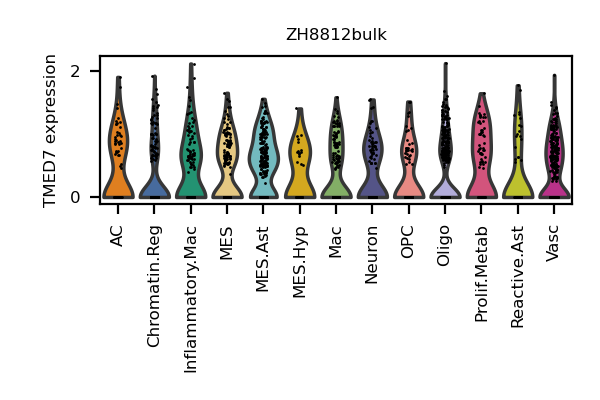 ZH8812bulk
TMED7 expression
2
0
AC
Chromatin.Reg
Inflammatory.Mac
MES
MES.Ast
MES.Hyp
Mac
Neuron
OPC
Oligo
Prolif.Metab
Reactive.Ast
Vasc